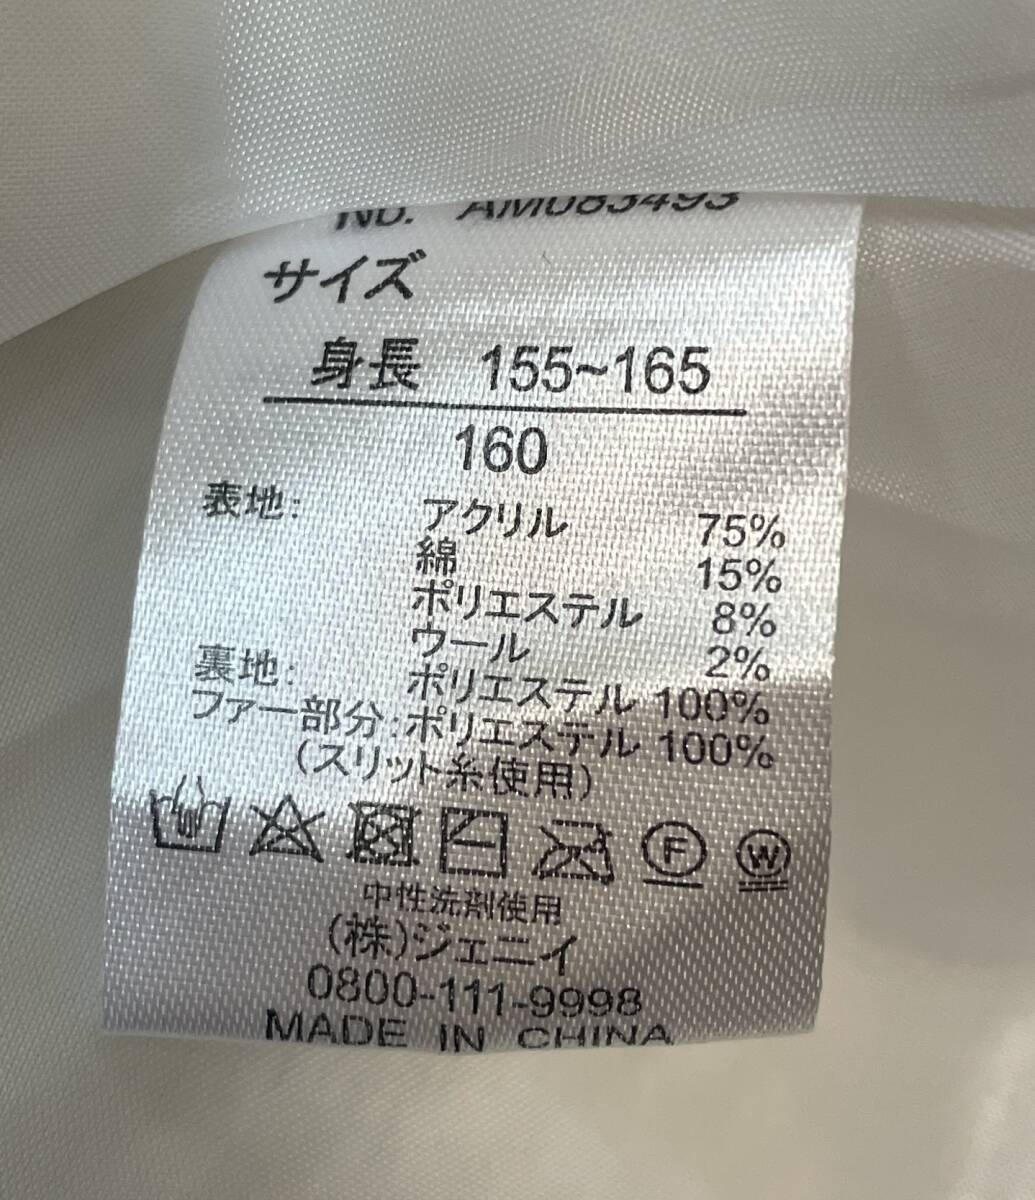 No. AM083493
サイズ
身長 155~165
160
表地: アクリル 75%
綿 15%
ポリエステル 8%
ウール 2%
裏地: ポリエステル 100%
ファー部分:ポリエステル 100%
(スリット糸使用)
F W
中性洗剤使用
(株)ジェニイ
0800-111-9998
MADE IN CHINA